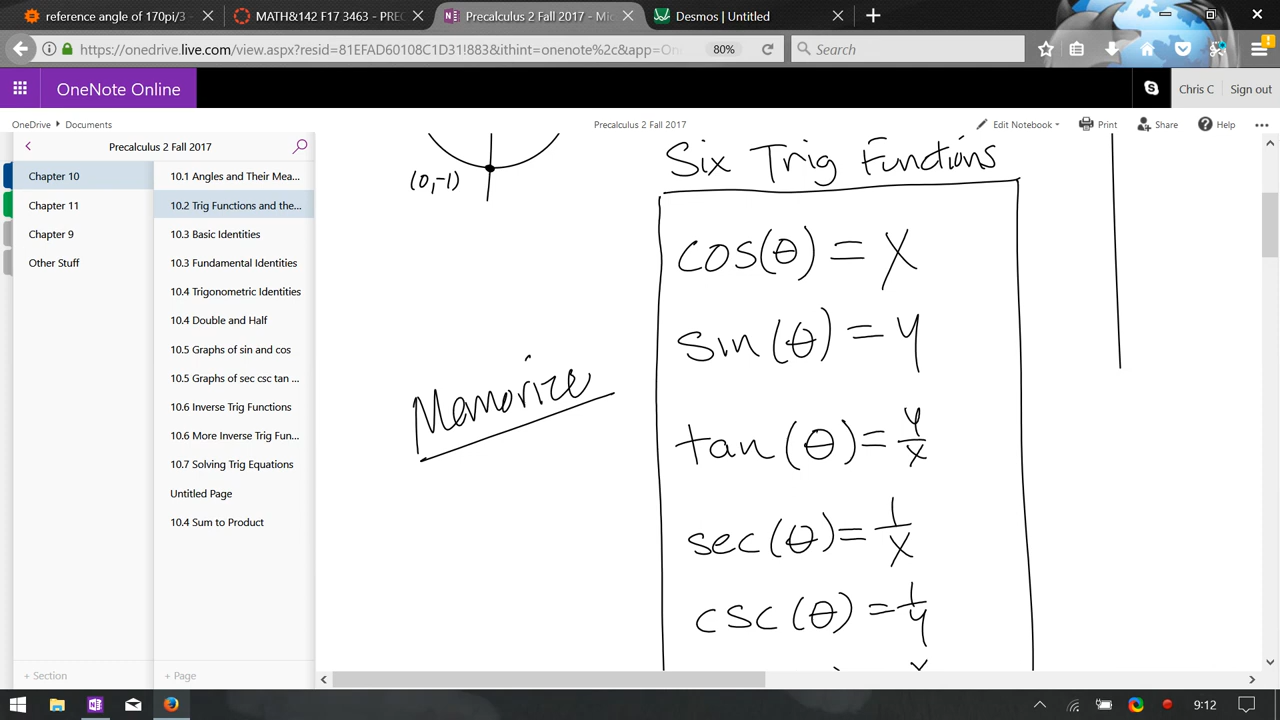 reference angle of 170pi/3 -
MATH&142 F17 3463 - PREC
Precalculus 2 Fall 2017 - Mic
Desmos | Untitled
https://onedrive.live.com/view.aspx?resid=81EFAD60108C1D31!883&ithint=onenote%2c&app=On
80%
Search
OneNote Online
Chris C
Sign out
OneDrive
Documents
Precalculus 2 Fall 2017
Edit Notebook
Print
Share
Help
Precalculus 2 Fall 2017
Chapter 10
Chapter 11
Chapter 9
Other Stuff
10.1 Angles and Their Mea...
10.2 Trig Functions and the...
10.3 Basic Identities
10.3 Fundamental Identities
10.4 Trigonometric Identities
10.4 Double and Half
10.5 Graphs of sin and cos
10.5 Graphs of sec csc tan ...
10.6 Inverse Trig Functions
10.6 More Inverse Trig Fun...
10.7 Solving Trig Equations
Untitled Page
10.4 Sum to Product
+ Section
+ Page
(0,-1)
Six Trig Functions
cos(θ) = x
sin(θ) = y
Memorize
tan(θ) = y/x
sec(θ) = 1/x
csc(θ) = 1/y
9:12